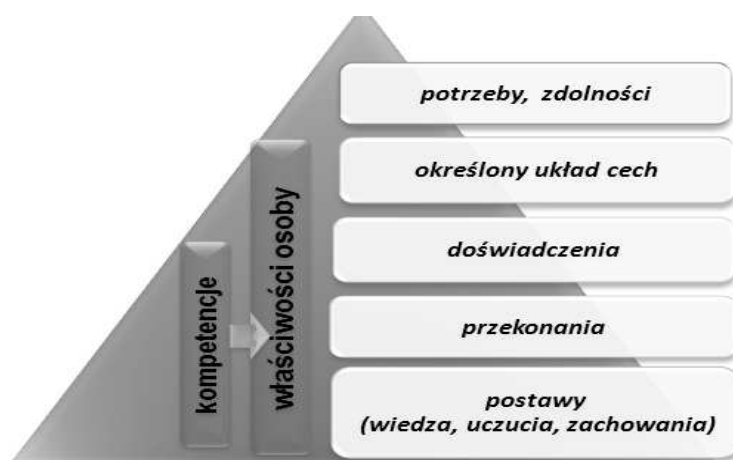 potrzeby, zdolności
określony układ cech
doświadczenia
przekonania
postawy
(wiedza, uczucia, zachowania)
kompetencje
właściwości osoby